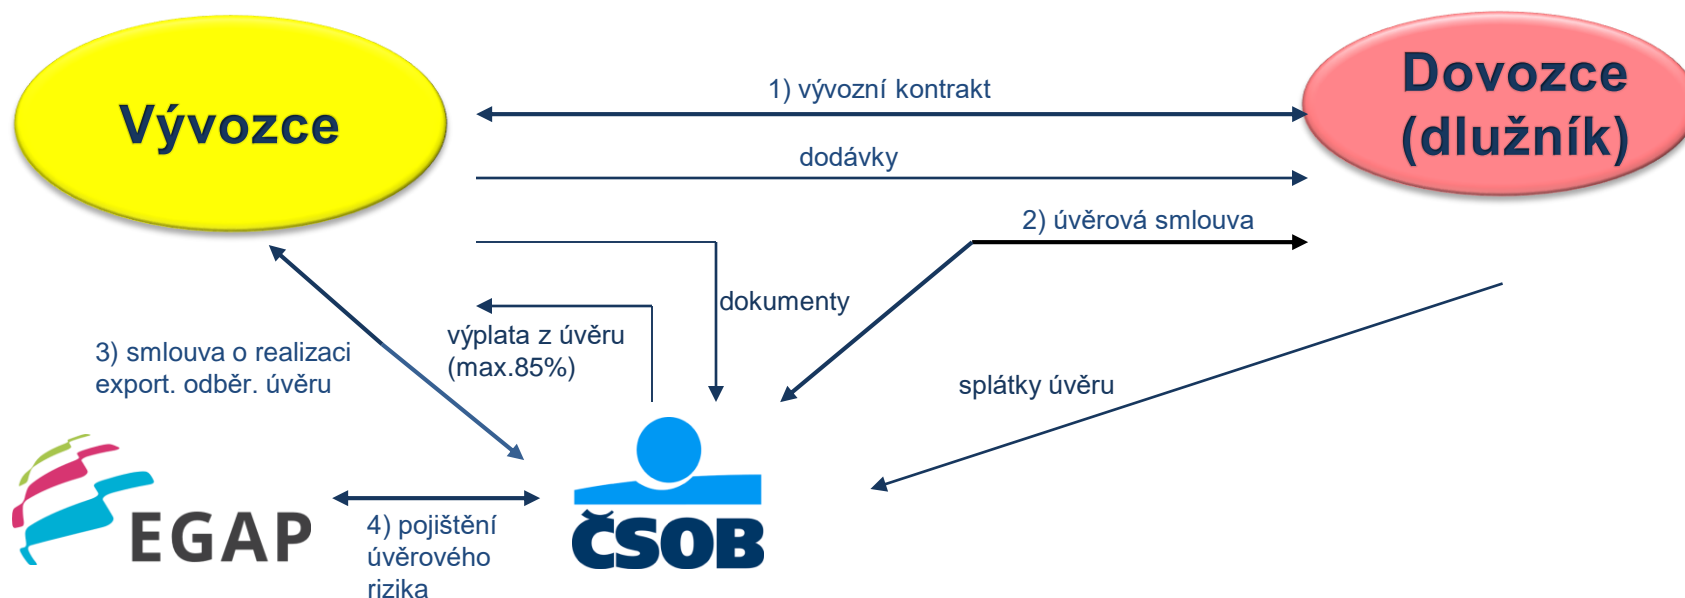 Vývozce
Dovozce
(dlužník)
1) vývozní kontrakt
dodávky
2) úvěrová smlouva
dokumenty
výplata z úvěru
(max.85%)
3) smlouva o realizaci
export. odběr. úvěru
splátky úvěru
EGAP
4) pojištění
úvěrového
rizika
ČSOB